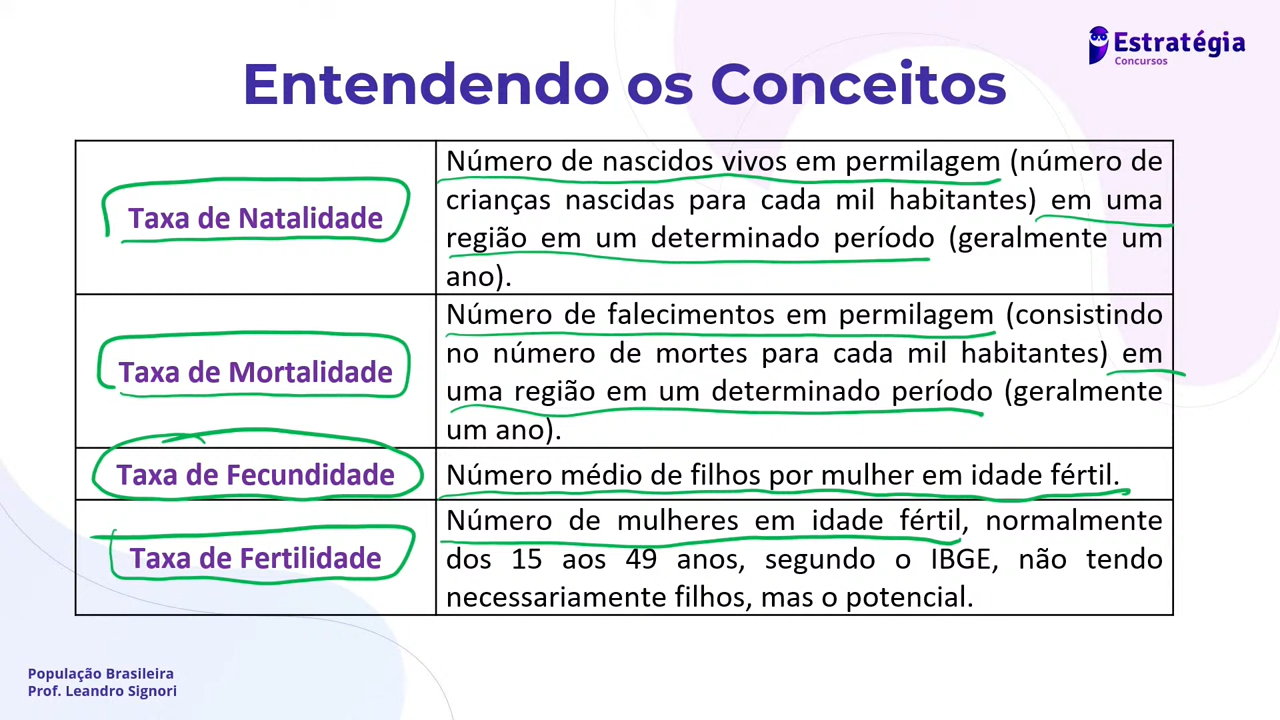 Estratégia
Concursos
Entendendo os Conceitos
Taxa de Natalidade
Número de nascidos vivos em permilagem (número de
crianças nascidas para cada mil habitantes) em uma
região em um determinado período (geralmente um
ano).
Taxa de Mortalidade
Número de falecimentos em permilagem (consistindo
no número de mortes para cada mil habitantes) em
uma região em um determinado período (geralmente
um ano).
Taxa de Fecundidade
Número médio de filhos por mulher em idade fértil.
Taxa de Fertilidade
Número de mulheres em idade fértil, normalmente
dos 15 aos 49 anos, segundo o IBGE, não tendo
necessariamente filhos, mas o potencial.
População Brasileira
Prof. Leandro Signori